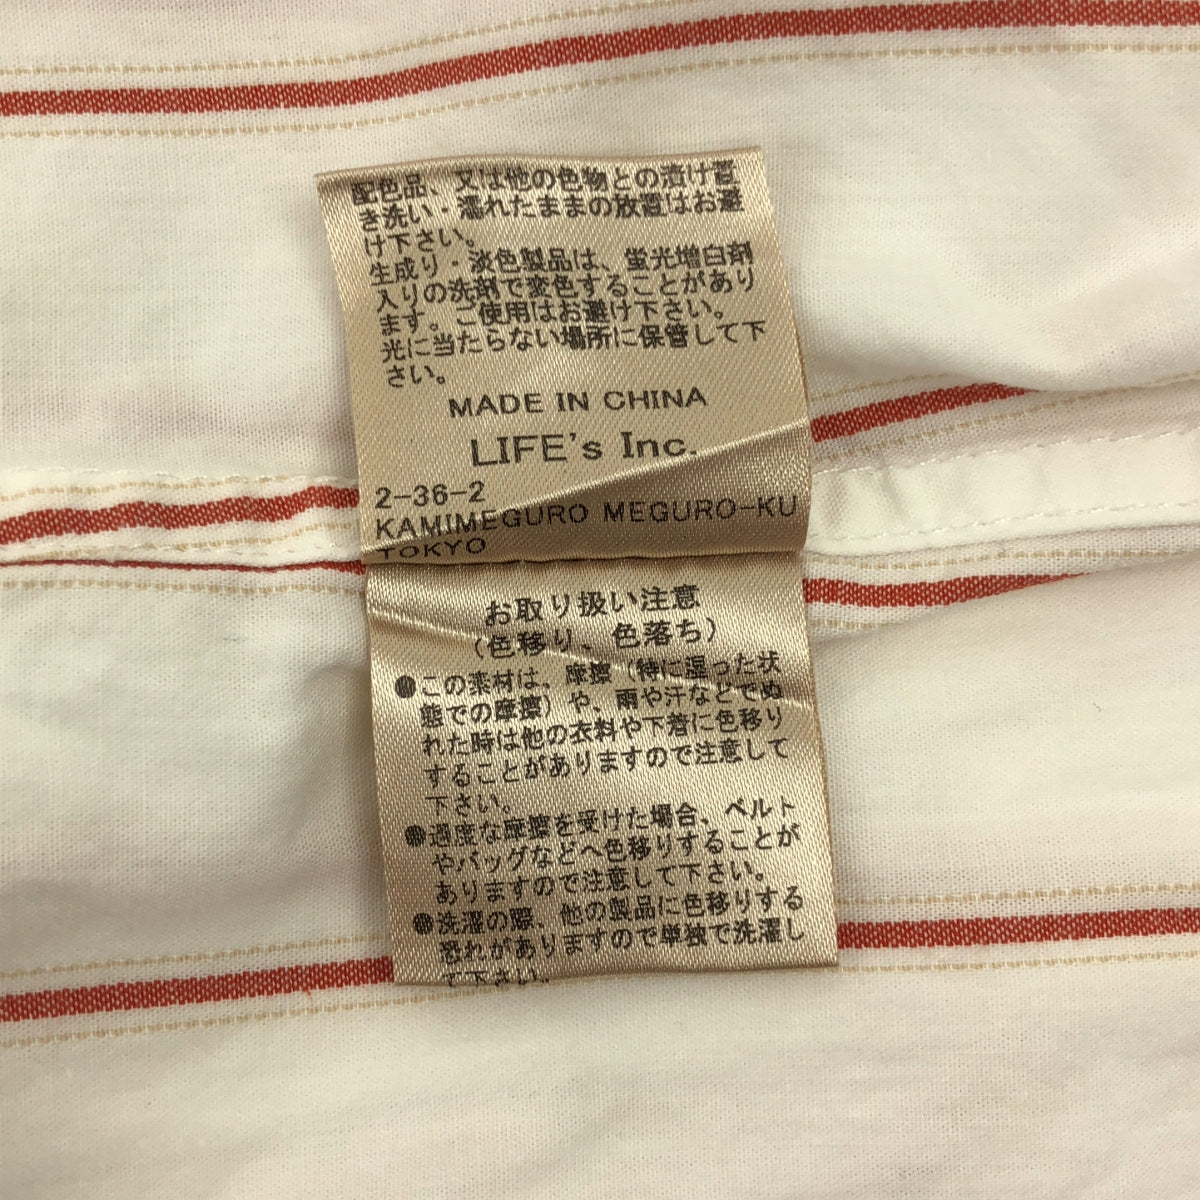 配色品、又は他の色物との漬け置
き洗い・濡れたままの放置はお避
け下さい。
生成り・淡色製品は、蛍光増白剤
入りの洗剤で変色することがあり
ます。ご使用はお避け下さい。
光に当たらない場所に保管して下
さい。
MADE IN CHINA
LIFE's Inc.
2-36-2
KAMIMEGURO MEGURO-KU
TOKYO
お取り扱い注意
(色移り、色落ち)
●この素材は、摩擦(特に湿った状
態での摩擦)や、雨や汗などでぬ
れた時は他の衣料や下着に色移り
することがありますので注意して
下さい。
●過度な摩擦を受けた場合、ベルト
やバッグなどへ色移りすることが
ありますので注意して下さい。
●洗濯の際、他の製品に色移りする
恐れがありますので単独で洗濯し
て下さい。